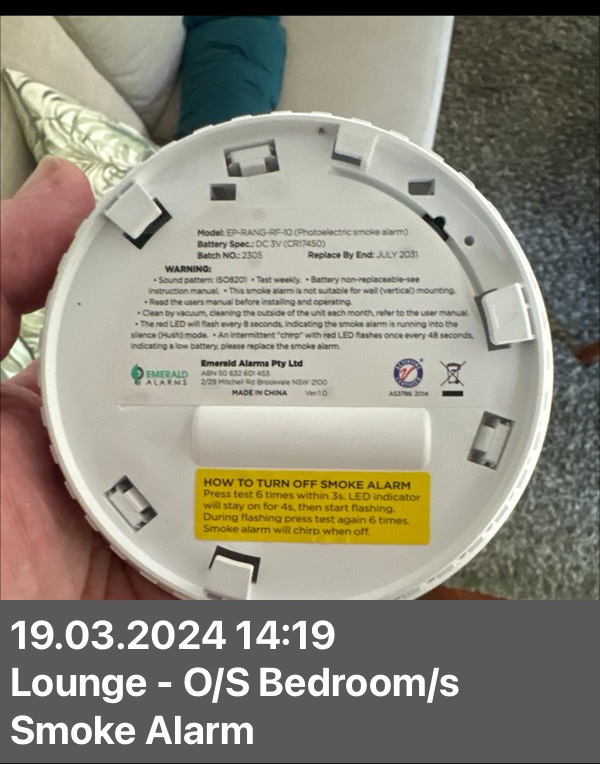 Model: EP-RANG-RF-10 (Photoelectric smoke alarm)
Battery Spec.: DC 3V (CR17450)
Batch NO.: 2305 Replace By End: JULY 2031
WARNING:
• Sound pattern: ISO8201 • Test weekly. • Battery non-replaceable-see
instruction manual. • This smoke alarm is not suitable for wall (vertical) mounting.
• Read the users manual before installing and operating.
• Clean by vacuum, cleaning the outside of the unit each month, refer to the user manual.
• The red LED will flash every 8 seconds, indicating the smoke alarm is running into the
silence (Hush) mode. • An intermittent "chirp" with red LED flashes once every 48 seconds,
indicating a low battery, please replace the smoke alarm.
EMERALD
ALARMS
Emerald Alarms Pty Ltd
ABN 50 632 601 453
2/29 Mitchell Rd Brookvale NSW 2100
MADE IN CHINA Ver:1.0
AS3786: 2014
HOW TO TURN OFF SMOKE ALARM
Press test 6 times within 3s. LED indicator
will stay on for 4s, then start flashing.
During flashing press test again 6 times.
Smoke alarm will chirp when off.
19.03.2024 14:19
Lounge - O/S Bedroom/s
Smoke Alarm